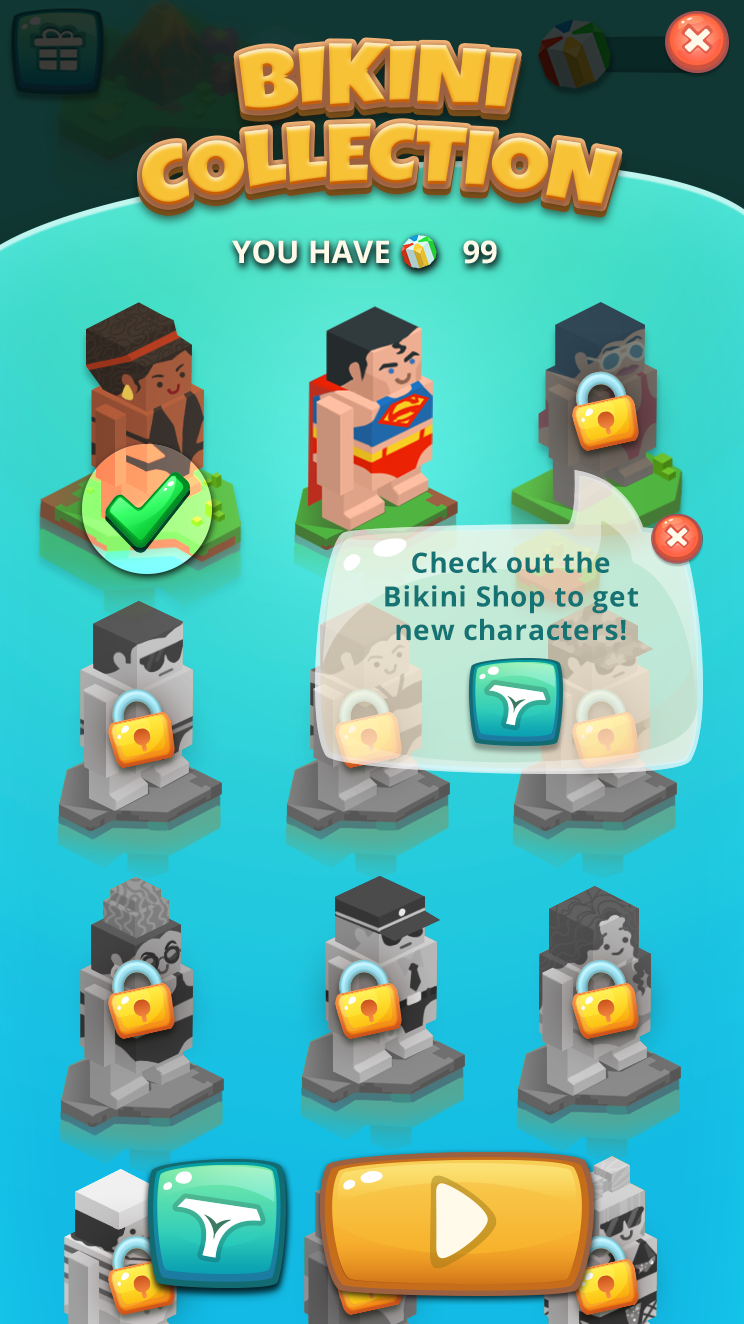 BIKINI
COLLECTION
YOU HAVE 99
Check out the
Bikini Shop to get
new characters!